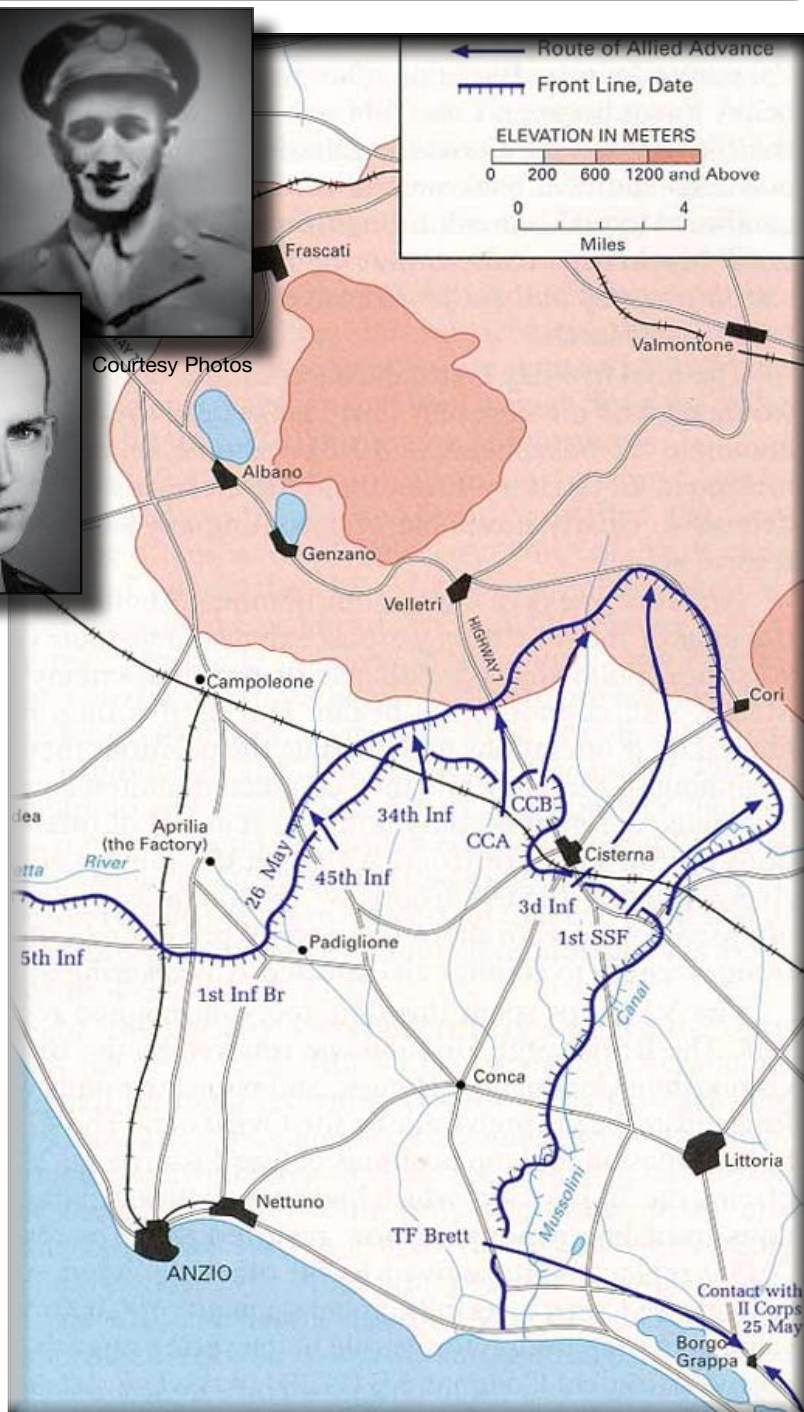 Route of Allied Advance
Front Line, Date
ELEVATION IN METERS
0 200 600 1200 and Above
0 4
Miles
Frascati
Valmontone
Courtesy Photos
Albano
Genzano
Velletri
HIGHWAY 7
Campoleone
Cori
34th Inf
CCB
CCA
Aprilia
(the Factory)
River
26 May
45th Inf
Cisterna
3d Inf
1st SSF
Padiglione
5th Inf
1st Inf Br
Canal
Conca
Littoria
Nettuno
Mussolini
TF Brett
ANZIO
Contact with
II Corps
25 May
Borgo
Grappa